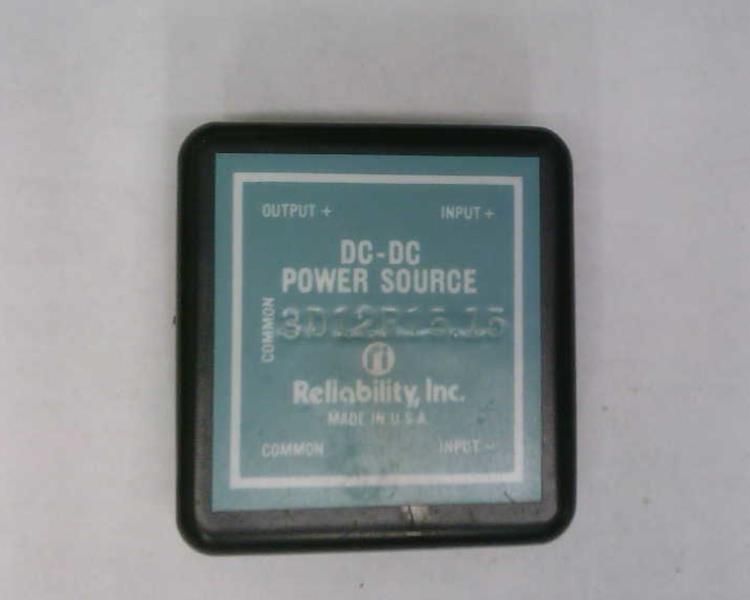 OUTPUT + INPUT +
DC-DC
POWER SOURCE
COMMON
Reliability, Inc.
MADE IN U.S.A.
COMMON INPUT -